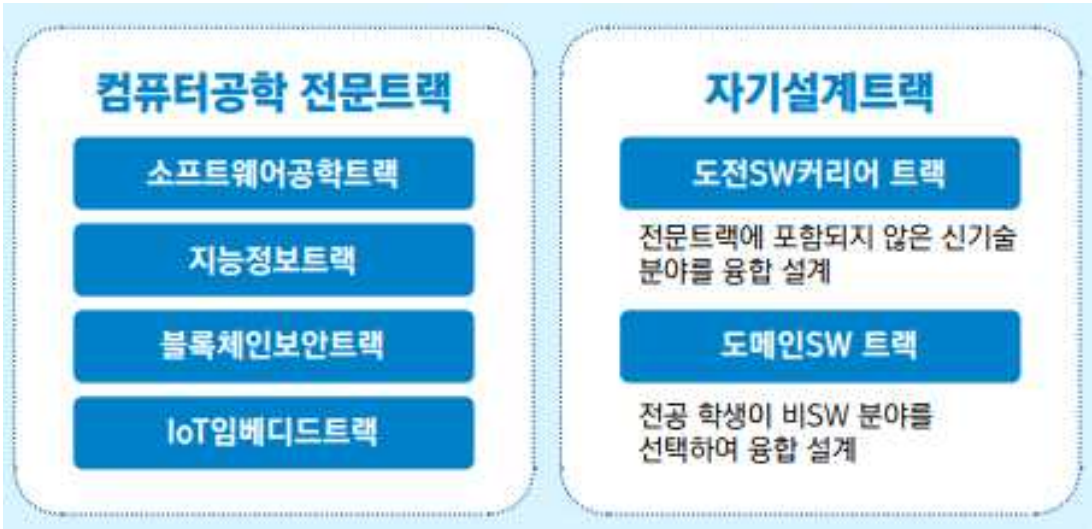 컴퓨터공학 전문트랙
소프트웨어공학트랙
지능정보트랙
블록체인보안트랙
IoT임베디드트랙
자기설계트랙
도전SW커리어 트랙
전문트랙에 포함되지 않은 신기술
분야를 융합 설계
도메인SW 트랙
전공 학생이 비SW 분야를
선택하여 융합 설계